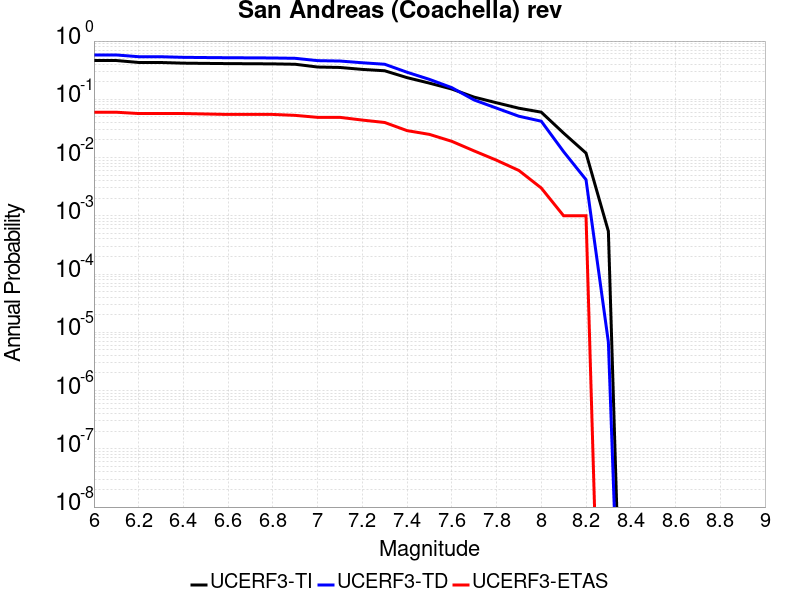 San Andreas (Coachella) rev
10^0
10^-1
10^-2
10^-3
10^-4
10^-5
10^-6
10^-7
10^-8
Annual Probability
6 6.2 6.4 6.6 6.8 7 7.2 7.4 7.6 7.8 8 8.2 8.4 8.6 8.8 9
Magnitude
UCERF3-TI UCERF3-TD UCERF3-ETAS